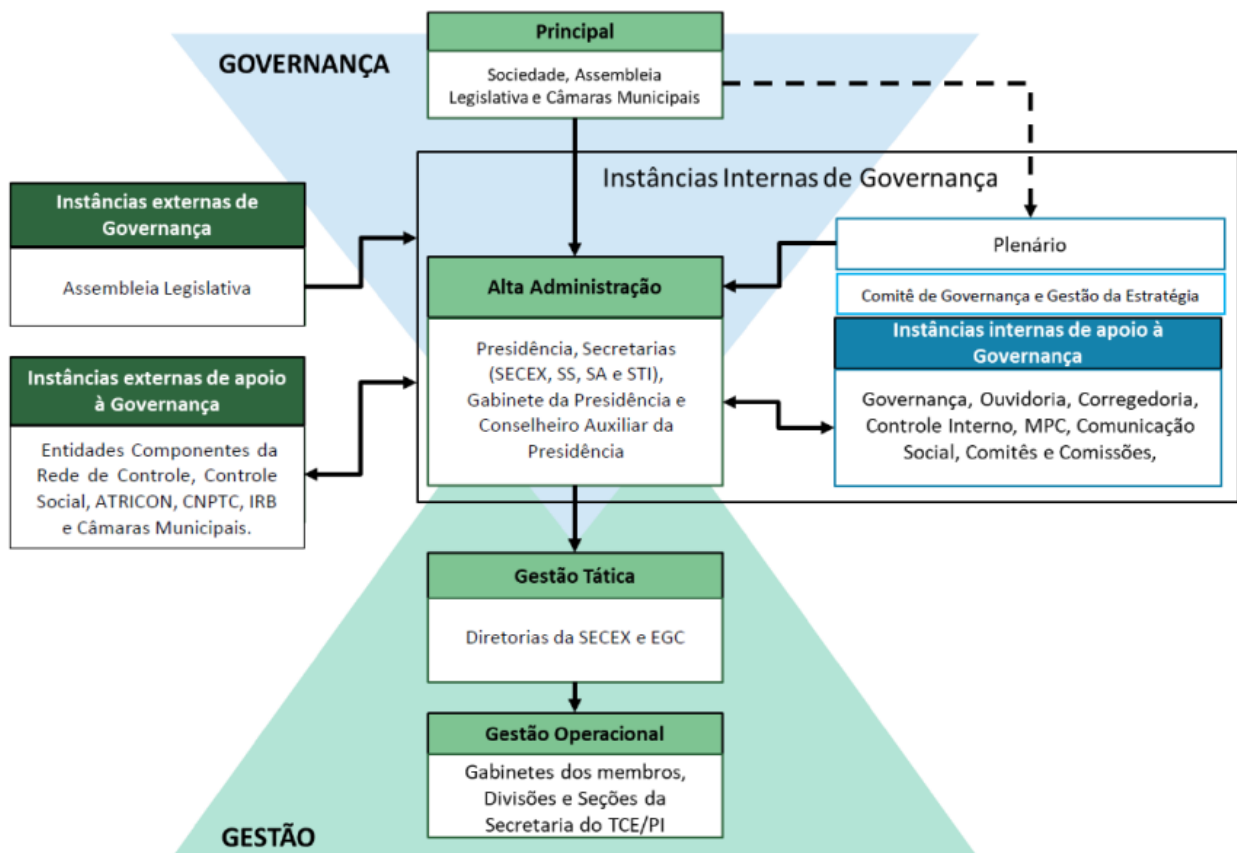 Principal
GOVERNANÇA
Sociedade, Assembleia
Legislativa e Câmaras Municipais
Instâncias Internas de Governança
Instâncias externas de
Governança
Assembleia Legislativa
Plenário
Comitê de Governança e Gestão da Estratégia
Alta Administração
Presidência, Secretarias
(SECEX, SS, SA e STI),
Gabinete da Presidência e
Conselheiro Auxiliar da
Presidência
Instâncias internas de apoio à
Governança
Governança, Ouvidoria, Corregedoria,
Controle Interno, MPC, Comunicação
Social, Comitês e Comissões,
Instâncias externas de apoio
à Governança
Entidades Componentes da
Rede de Controle, Controle
Social, ATRICON, CNPTC, IRB
e Câmaras Municipais.
Gestão Tática
Diretorias da SECEX e EGC
Gestão Operacional
Gabinetes dos membros,
Divisões e Seções da
Secretaria do TCE/PI
GESTÃO